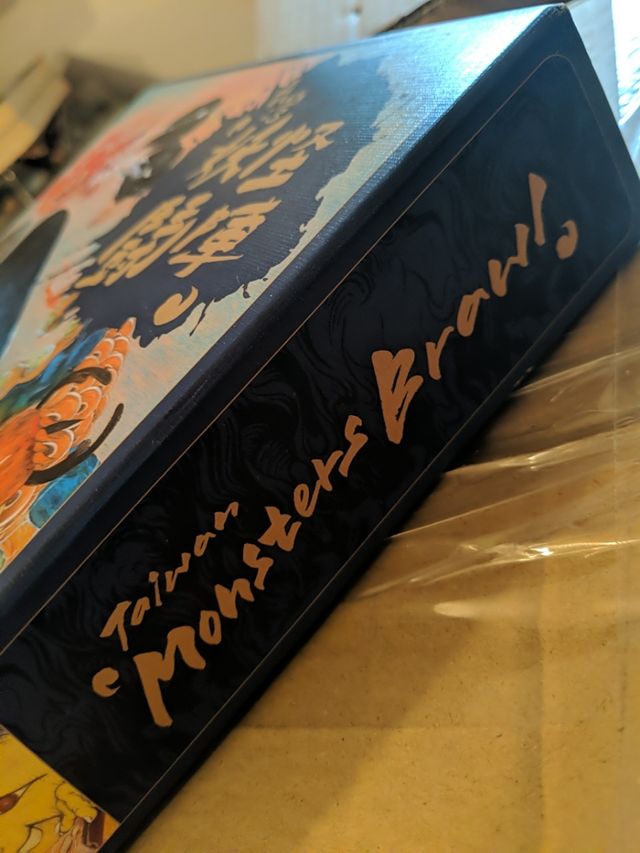 妖怪
鬥陣
Taiwan
Monsters Brawl